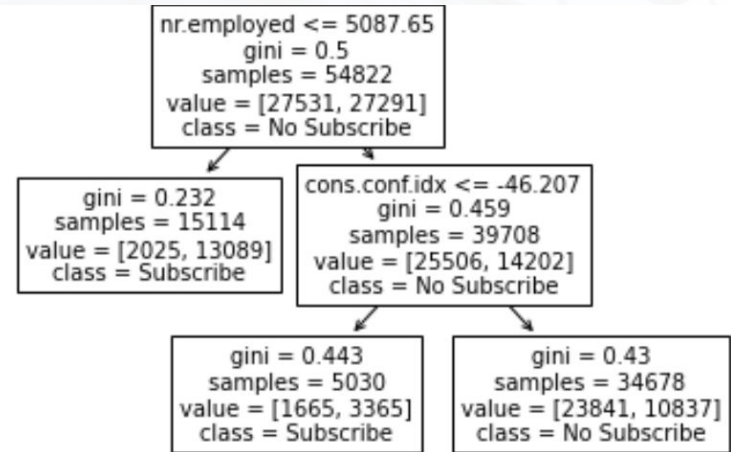 nr.employed <= 5087.65
gini = 0.5
samples = 54822
value = [27531, 27291]
class = No Subscribe
gini = 0.232
samples = 15114
value = [2025, 13089]
class = Subscribe
cons.conf.idx <= -46.207
gini = 0.459
samples = 39708
value = [25506, 14202]
class = No Subscribe
gini = 0.443
samples = 5030
value = [1665, 3365]
class = Subscribe
gini = 0.43
samples = 34678
value = [23841, 10837]
class = No Subscribe